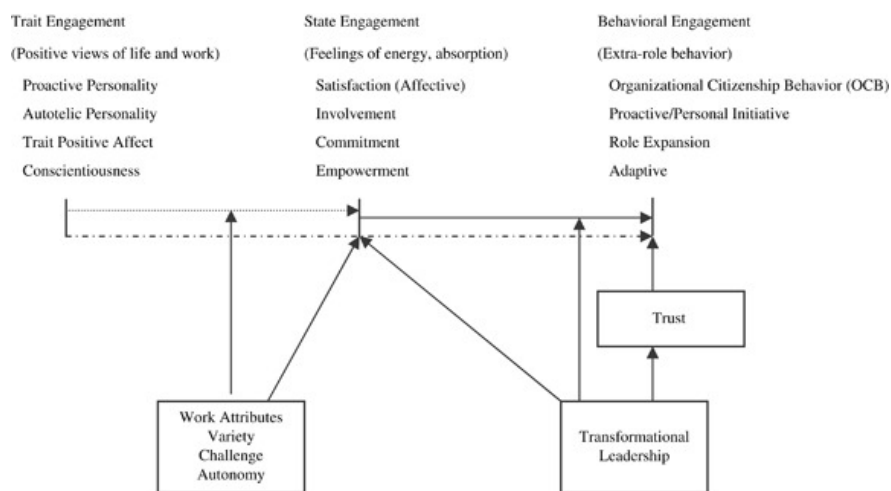 Trait Engagement
(Positive views of life and work)
Proactive Personality
Autotelic Personality
Trait Positive Affect
Conscientiousness
State Engagement
(Feelings of energy, absorption)
Satisfaction (Affective)
Involvement
Commitment
Empowerment
Behavioral Engagement
(Extra-role behavior)
Organizational Citizenship Behavior (OCB)
Proactive/Personal Initiative
Role Expansion
Adaptive
Trust
Work Attributes
Variety
Challenge
Autonomy
Transformational
Leadership